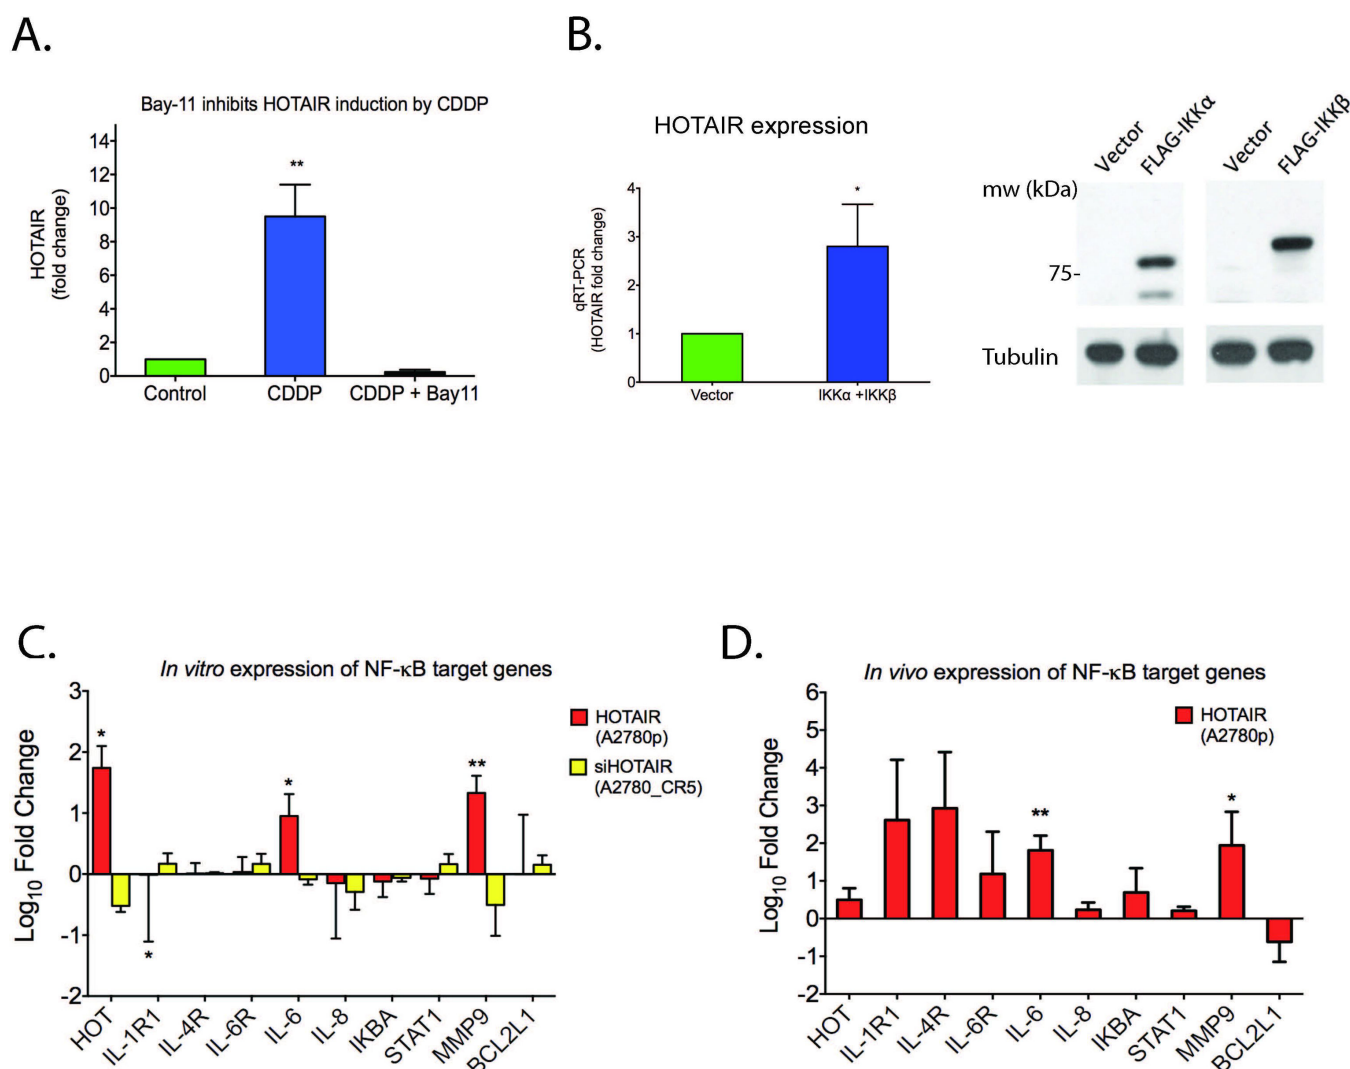 A.
Bay-11 inhibits HOTAIR induction by CDDP
HOTAIR
(fold change)
14
12
10
8
6
4
2
0
**
Control
CDDP
CDDP + Bay11
B.
HOTAIR expression
qRT-PCR
(HOTAIR fold change)
4
3
2
1
0
*
Vector
IKKα +IKKβ
Vector
FLAG-IKKα
Vector
FLAG-IKKβ
mw (kDa)
75-
Tubulin
C.
In vitro expression of NF-κB target genes
Log10 Fold Change
3
2
1
0
-1
-2
*
*
*
**
HOTAIR
(A2780p)
siHOTAIR
(A2780_CR5)
HOT
IL-1R1
IL-4R
IL-6R
IL-6
IL-8
IKBA
STAT1
MMP9
BCL2L1
D.
In vivo expression of NF-κB target genes
Log10 Fold Change
6
5
4
3
2
1
0
-1
-2
**
*
HOTAIR
(A2780p)
HOT
IL-1R1
IL-4R
IL-6R
IL-6
IL-8
IKBA
STAT1
MMP9
BCL2L1